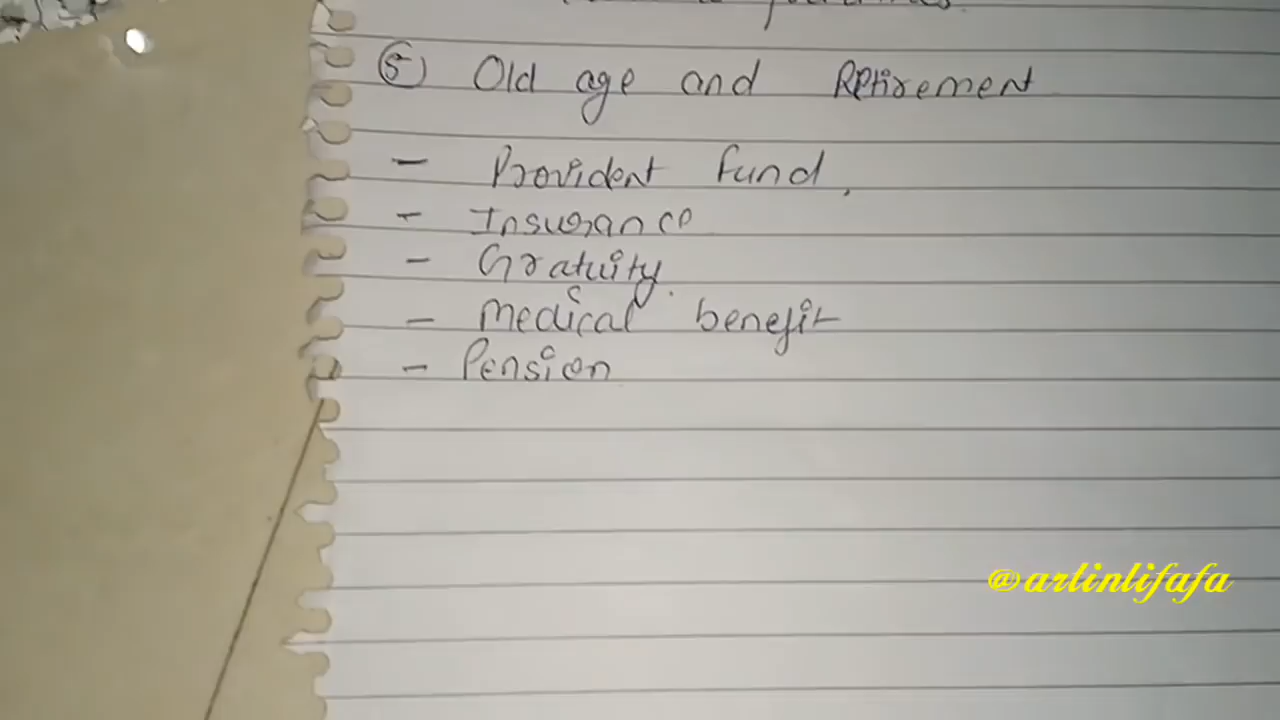 ⑤ Old age and Retirement
- Provident Fund.
- Insurance
- Gratuity.
- Medical benefit
- Pension
@artinlifafa